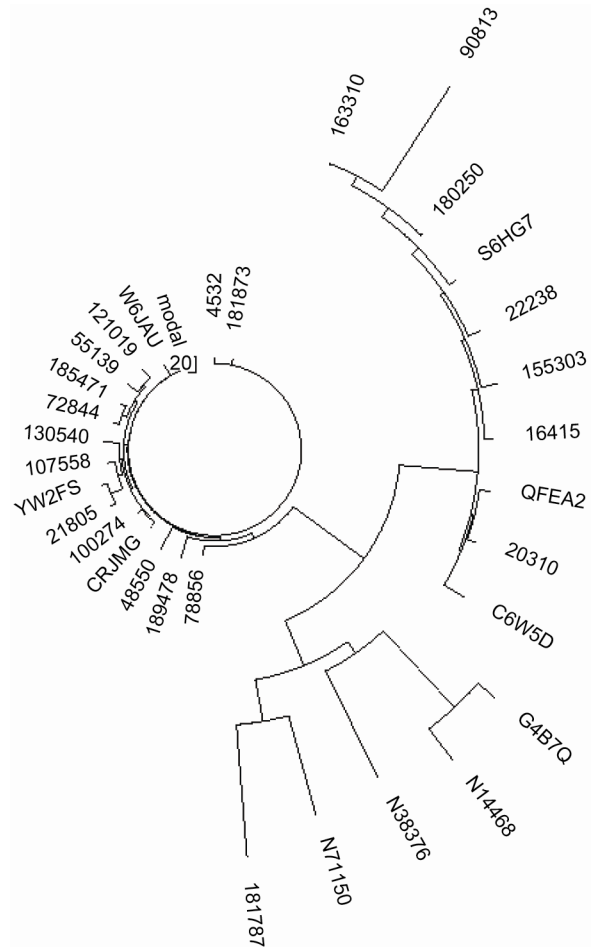 90813
163310
180250
S6HG7
22238
155303
16415
QFEA2
20310
C6W5D
G4B7Q
N14468
N38376
N71150
181787
78856
189478
48550
CRJMG
100274
21805
YW2FS
107558
130540
72844
185471
55139
121019
W6JAU
modal
20
4532
181873